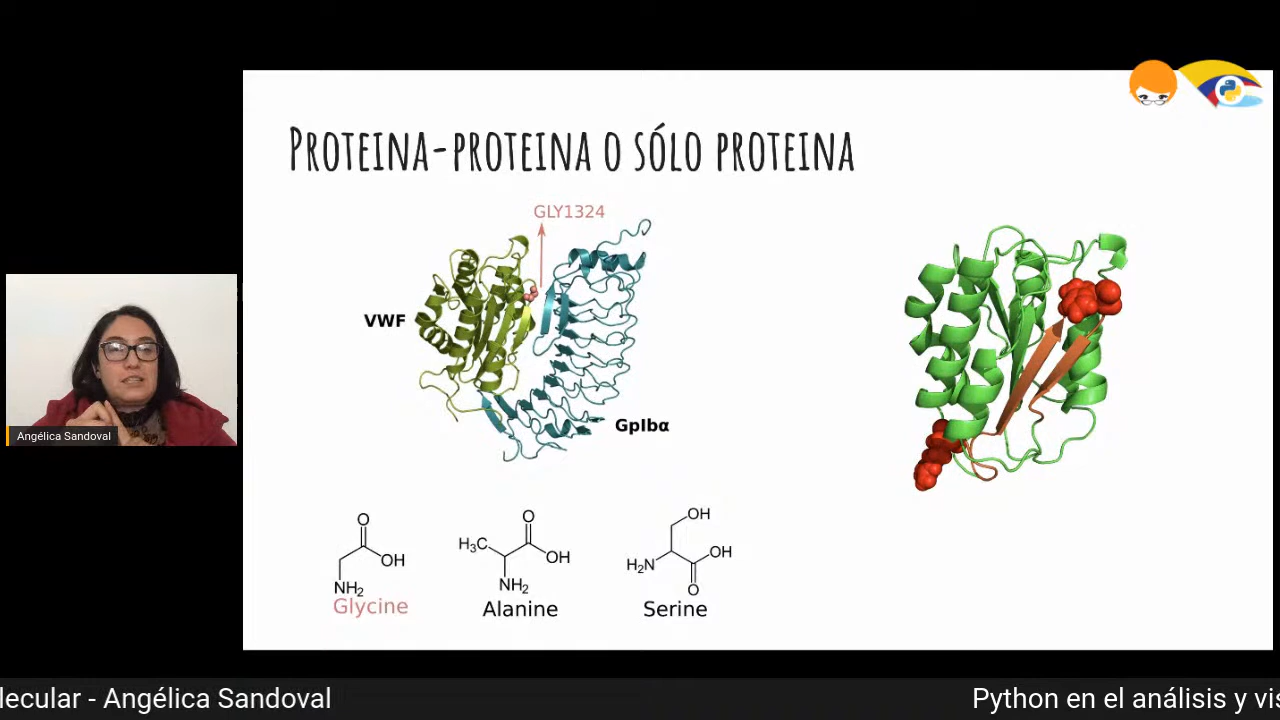 PROTEINA-PROTEINA O SÓLO PROTEINA
GLY1324
VWF
GpIbα
O
OH
NH₂
Glycine
H₃C
O
OH
NH₂
Alanine
OH
H₂N
OH
O
Serine
Angélica Sandoval
lecular - Angélica Sandoval
Python en el análisis y vis